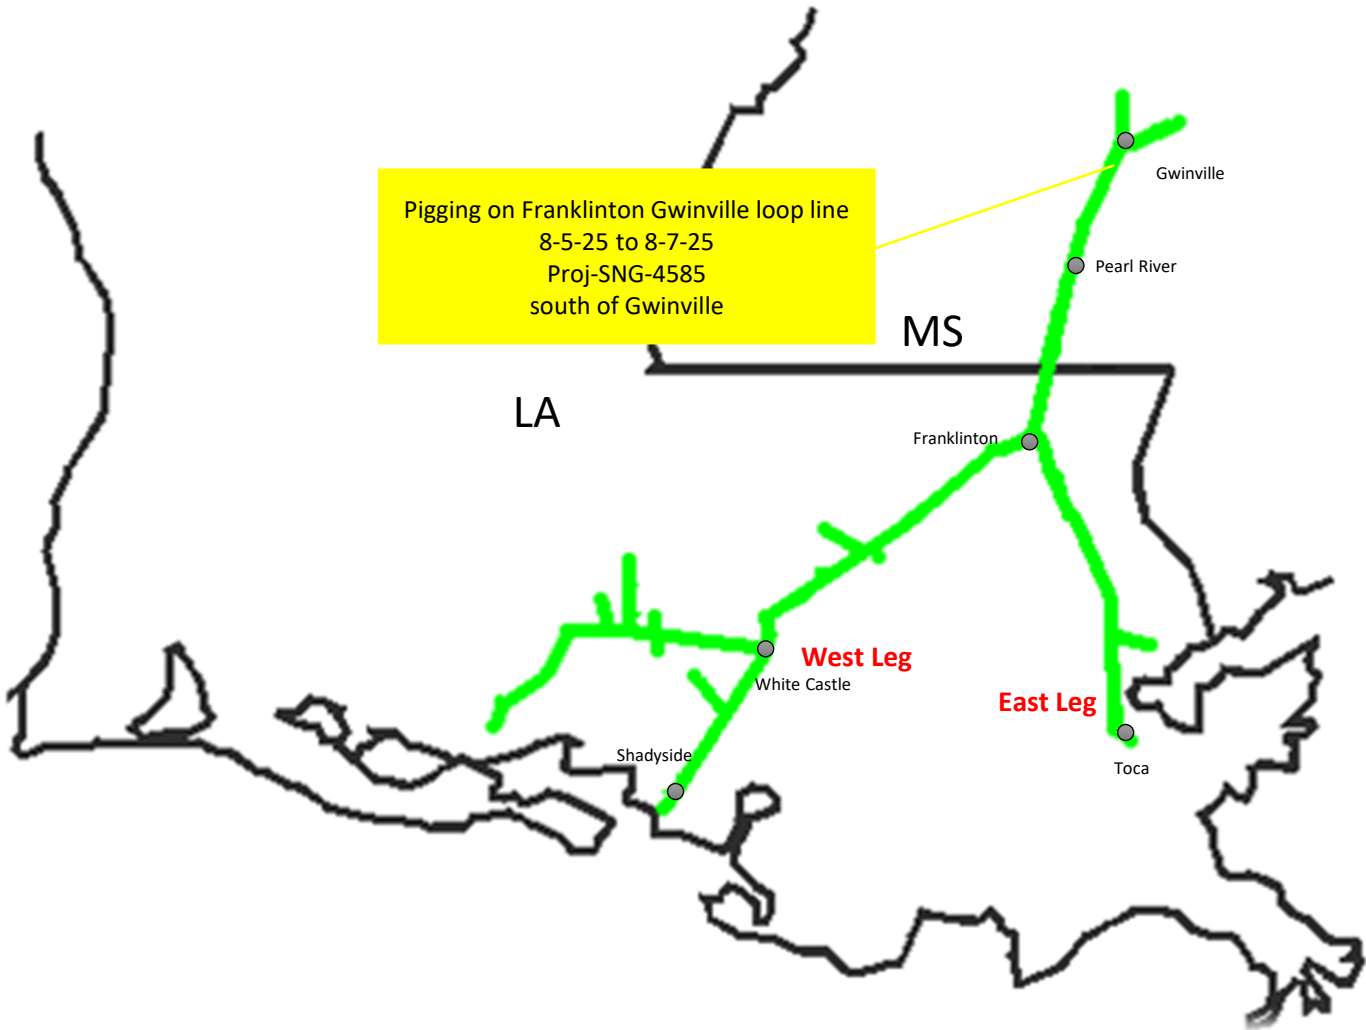 Pigging on Franklinton Gwinville loop line
8-5-25 to 8-7-25
Proj-SNG-4585
south of Gwinville
Gwinville
Pearl River
MS
LA
Franklinton
West Leg
White Castle
East Leg
Shadyside
Toca